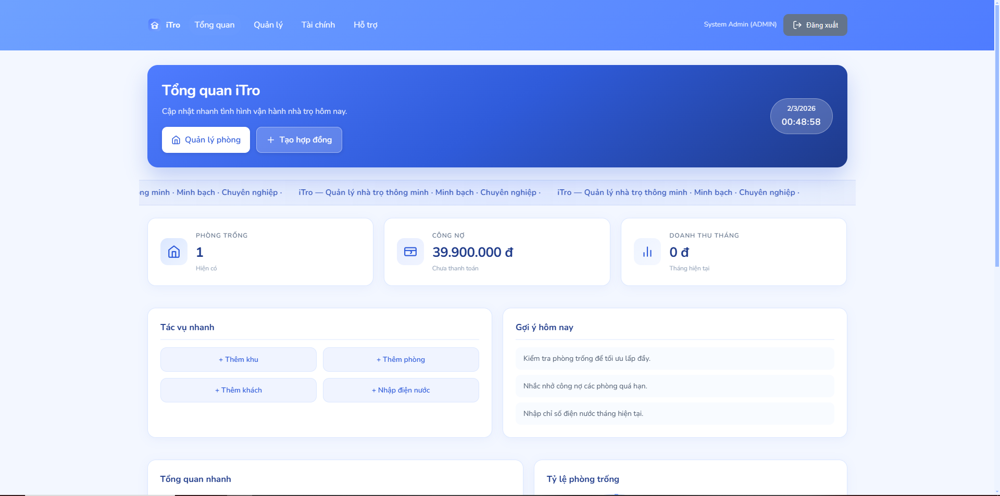 iTro
Tổng quan
Quản lý
Tài chính
Hỗ trợ
System Admin (ADMIN)
Đăng xuất
Tổng quan iTro
Cập nhật nhanh tình hình vận hành nhà trọ hôm nay.
Quản lý phòng
Tạo hợp đồng
2/3/2026
00:48:58
minh · Minh bạch · Chuyên nghiệp · iTro — Quản lý nhà trọ thông minh · Minh bạch · Chuyên nghiệp · iTro — Quản lý nhà trọ thông minh · Minh bạch · Chuyên nghiệp ·
PHÒNG TRỐNG
1
Hiện có
CÔNG NỢ
39.900.000 đ
Chưa thanh toán
DOANH THU THÁNG
0 đ
Tháng hiện tại
Tác vụ nhanh
+ Thêm khu
+ Thêm phòng
+ Thêm khách
+ Nhập điện nước
Gợi ý hôm nay
Kiểm tra phòng trống để tối ưu lấp đầy.
Nhắc nhở công nợ các phòng quá hạn.
Nhập chỉ số điện nước tháng hiện tại.
Tổng quan nhanh
Tỷ lệ phòng trống